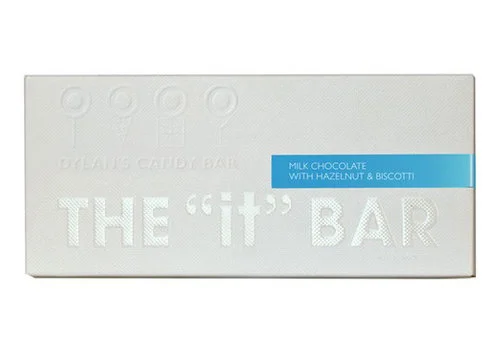 DYLAN'S CANDY BAR
MILK CHOCOLATE
WITH HAZELNUT & BISCOTTI
THE "it" BAR